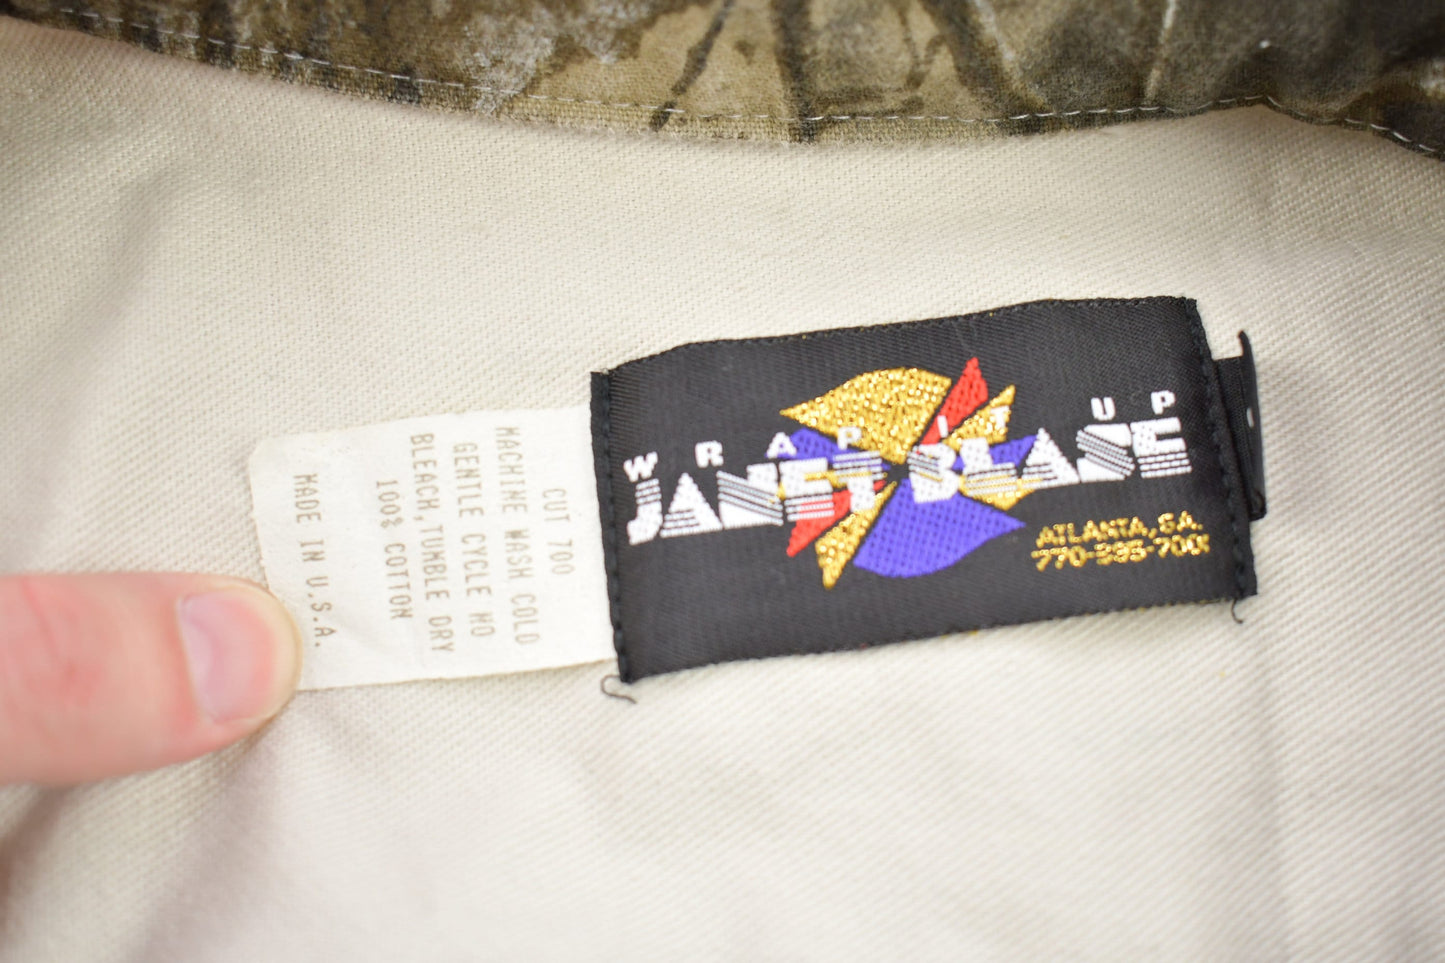 CUT 700
MACHINE WASH COLD
GENTLE CYCLE NO
BLEACH, TUMBLE DRY
100% COTTON
MADE IN U.S.A.
WRAP IT UP
JANET BLASE
ATLANTA, GA.